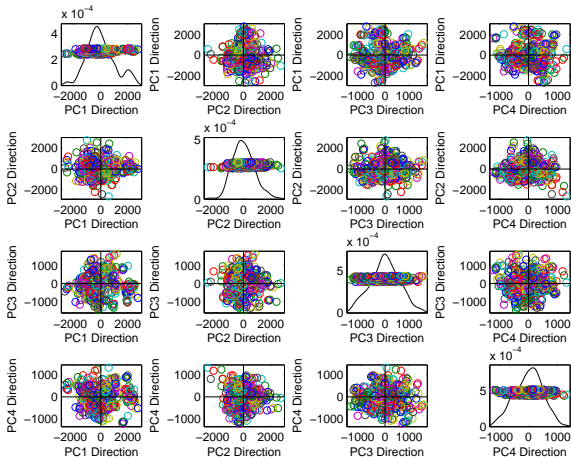 x 10^-4
4
2
0
−2000 0 2000
PC1 Direction
PC1 Direction
2000
0
−2000
−2000 0 2000
PC2 Direction
PC1 Direction
2000
0
−2000
−1000 0 1000
PC3 Direction
PC1 Direction
2000
0
−2000
−1000 0 1000
PC4 Direction
PC2 Direction
2000
0
−2000
−2000 0 2000
PC1 Direction
x 10^-4
5
0
−2000 0 2000
PC2 Direction
PC2 Direction
2000
0
−2000
−1000 0 1000
PC3 Direction
PC2 Direction
2000
0
−2000
−1000 0 1000
PC4 Direction
PC3 Direction
1000
0
−1000
−2000 0 2000
PC1 Direction
PC3 Direction
1000
0
−1000
−2000 0 2000
PC2 Direction
x 10^-4
5
0
−1000 0 1000
PC3 Direction
PC3 Direction
1000
0
−1000
−1000 0 1000
PC4 Direction
PC4 Direction
1000
0
−1000
−2000 0 2000
PC1 Direction
PC4 Direction
1000
0
−1000
−2000 0 2000
PC2 Direction
PC4 Direction
1000
0
−1000
−1000 0 1000
PC3 Direction
x 10^-4
5
0
−1000 0 1000
PC4 Direction